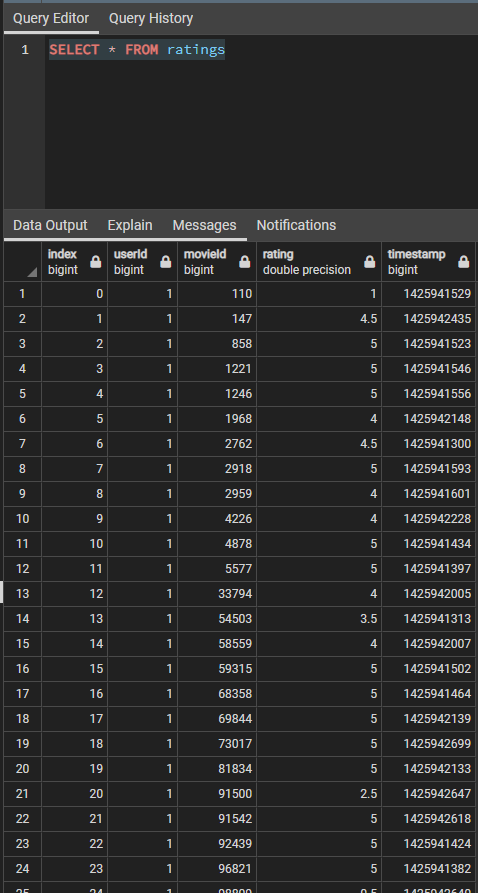 Query Editor Query History
1 SELECT * FROM ratings
Data Output Explain Messages Notifications
index userId movieId rating timestamp
bigint bigint bigint double precision bigint
1 0 1 110 1 1425941529
2 1 1 147 4.5 1425942435
3 2 1 858 5 1425941523
4 3 1 1221 5 1425941546
5 4 1 1246 5 1425941556
6 5 1 1968 4 1425942148
7 6 1 2762 4.5 1425941300
8 7 1 2918 5 1425941593
9 8 1 2959 4 1425941601
10 9 1 4226 4 1425942228
11 10 1 4878 5 1425941434
12 11 1 5577 5 1425941397
13 12 1 33794 4 1425942005
14 13 1 54503 3.5 1425941313
15 14 1 58559 4 1425942007
16 15 1 59315 5 1425941502
17 16 1 68358 5 1425941464
18 17 1 69844 5 1425942139
19 18 1 73017 5 1425942699
20 19 1 81834 5 1425942133
21 20 1 91500 2.5 1425942647
22 21 1 91542 5 1425942618
23 22 1 92439 5 1425941424
24 23 1 96821 5 1425941382